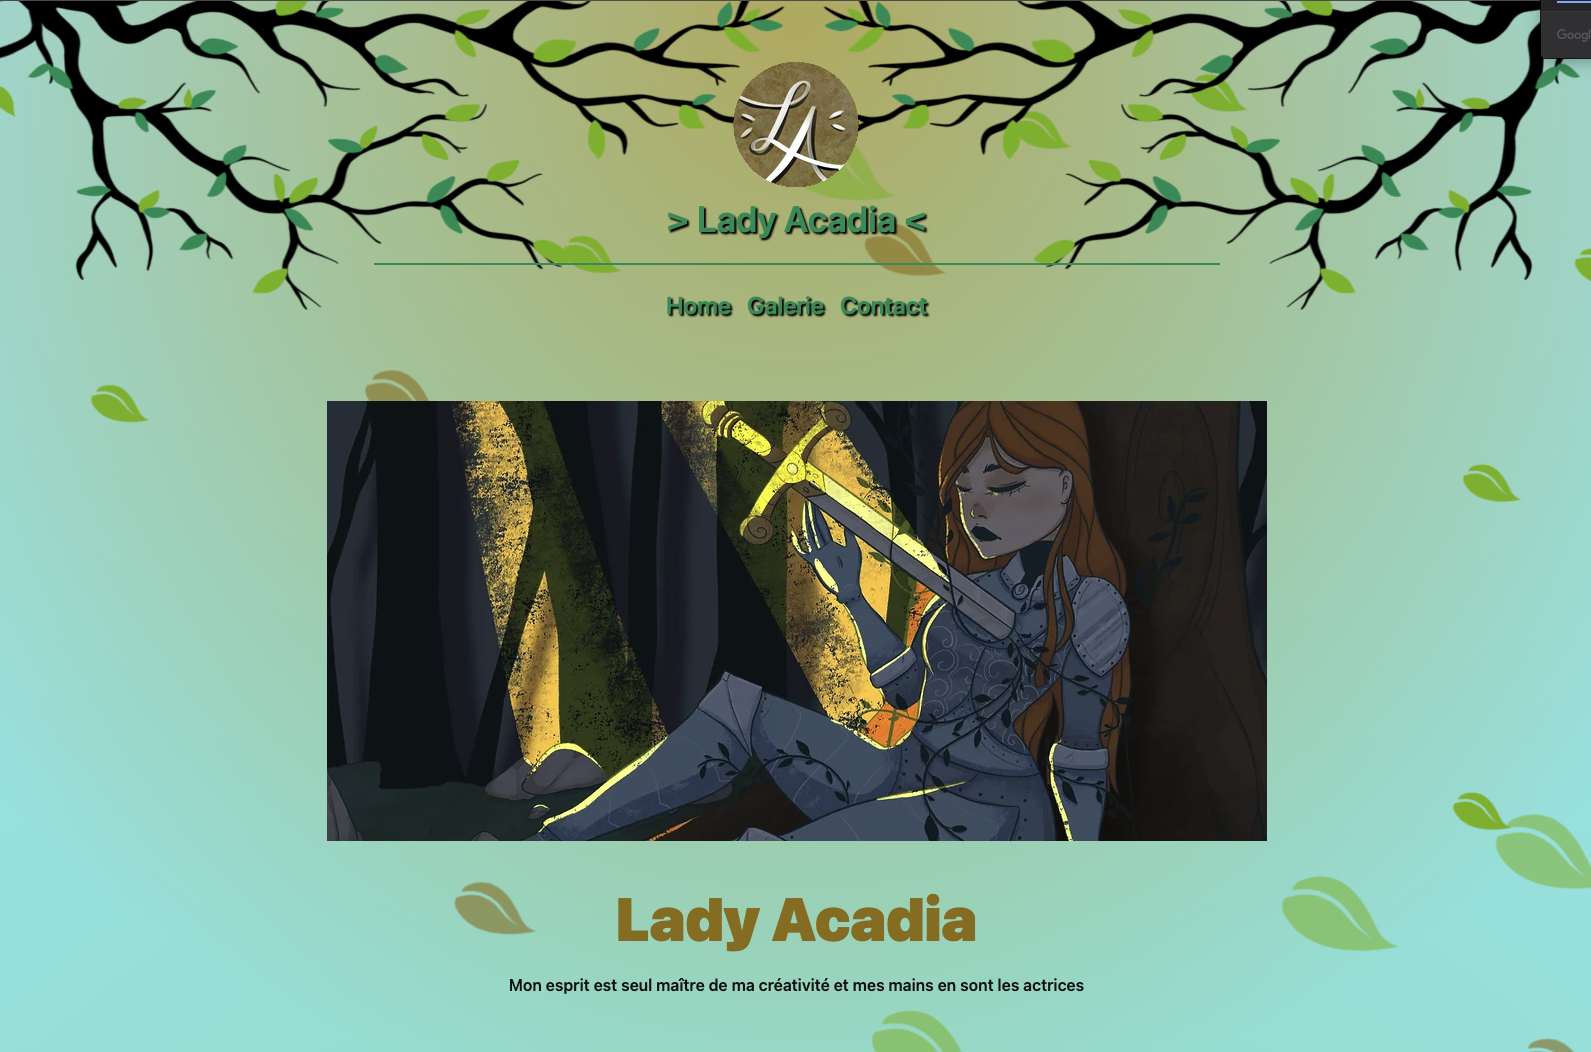 Googl
LA
> Lady Acadia <
Home Galerie Contact
Lady Acadia
Mon esprit est seul maître de ma créativité et mes mains en sont les actrices